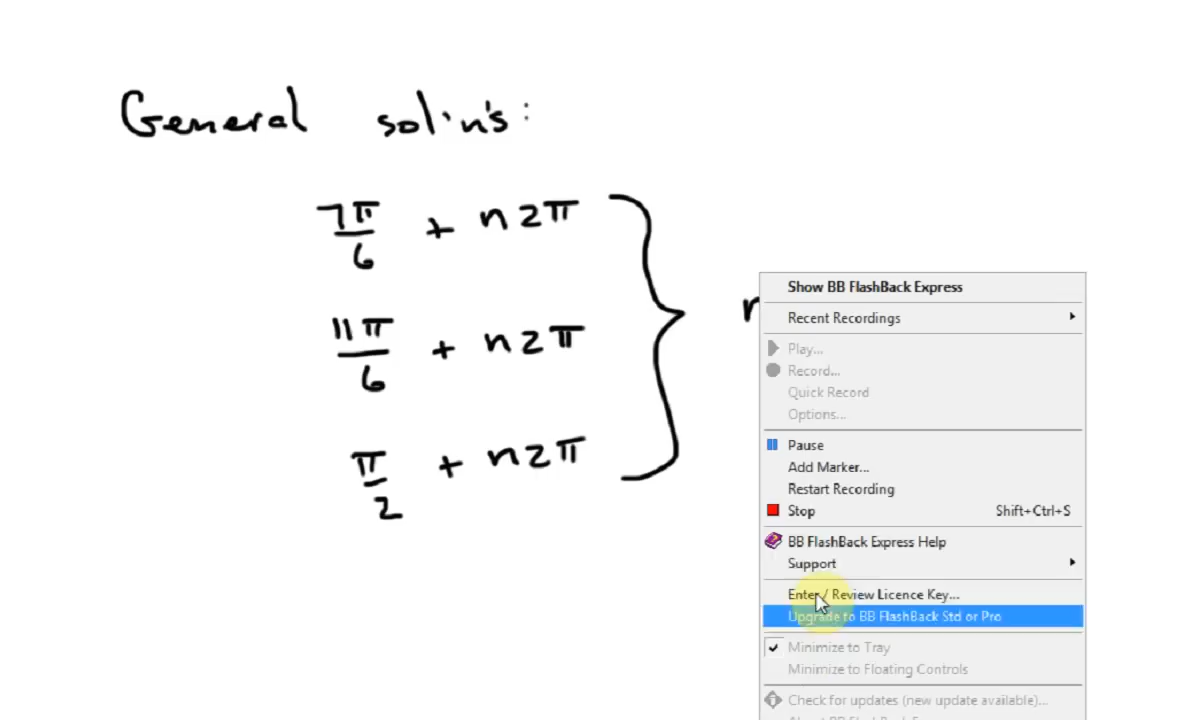 General sol'n's:
7π/6 + n2π
11π/6 + n2π
π/2 + n2π
Show BB FlashBack Express
Recent Recordings
Play...
Record...
Quick Record
Options...
Pause
Add Marker...
Restart Recording
Stop Shift+Ctrl+S
BB FlashBack Express Help
Support
Enter / Review Licence Key...
Upgrade to BB FlashBack Std or Pro
Minimize to Tray
Minimize to Floating Controls
Check for updates (new update available)...